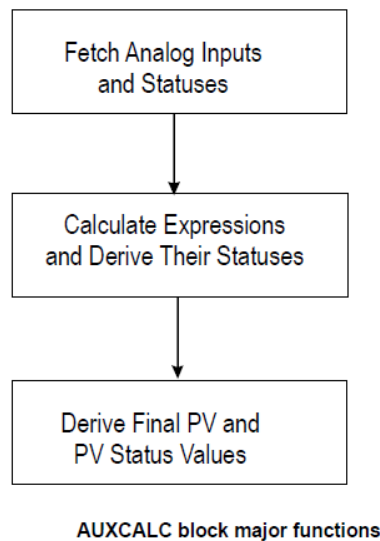 Fetch Analog Inputs
and Statuses
Calculate Expressions
and Derive Their Statuses
Derive Final PV and
PV Status Values
AUXCALC block major functions